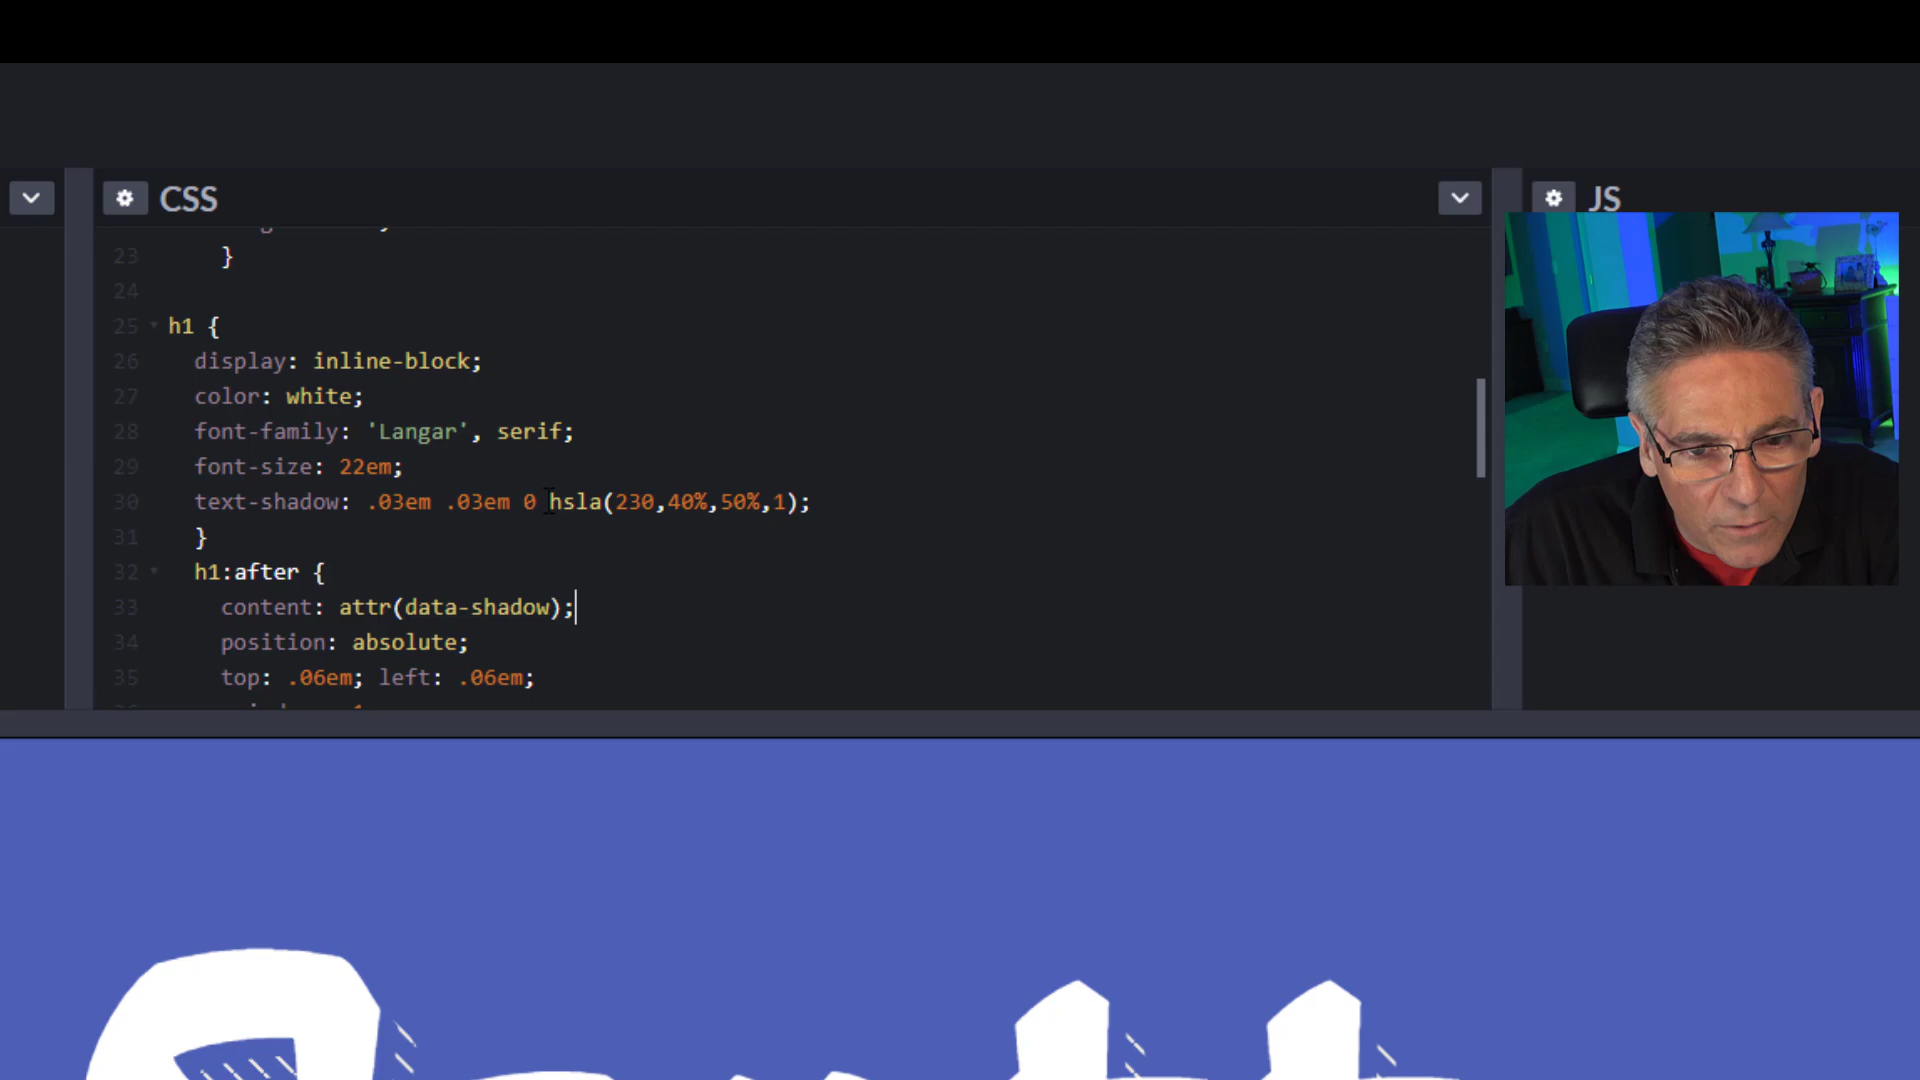 CSS
JS
23 }
24
25 h1 {
26 display: inline-block;
27 color: white;
28 font-family: 'Langar', serif;
29 font-size: 22em;
30 text-shadow: .03em .03em 0 hsla(230,40%,50%,1);
31 }
32 h1:after {
33 content: attr(data-shadow);
34 position: absolute;
35 top: .06em; left: .06em;